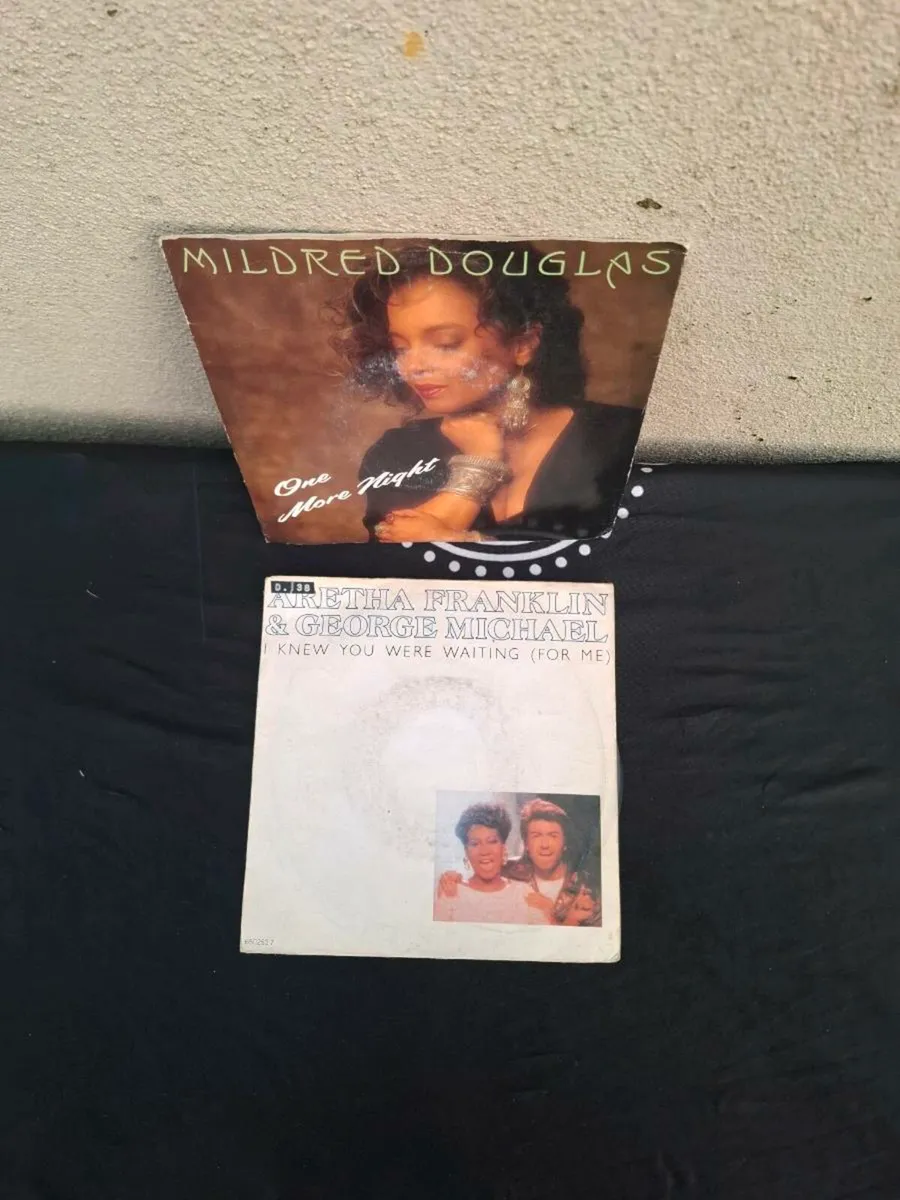 MILDRED DOUGLAS
One
More Night
D. 38
ARETHA FRANKLIN
& GEORGE MICHAEL
I KNEW YOU WERE WAITING (FOR ME)